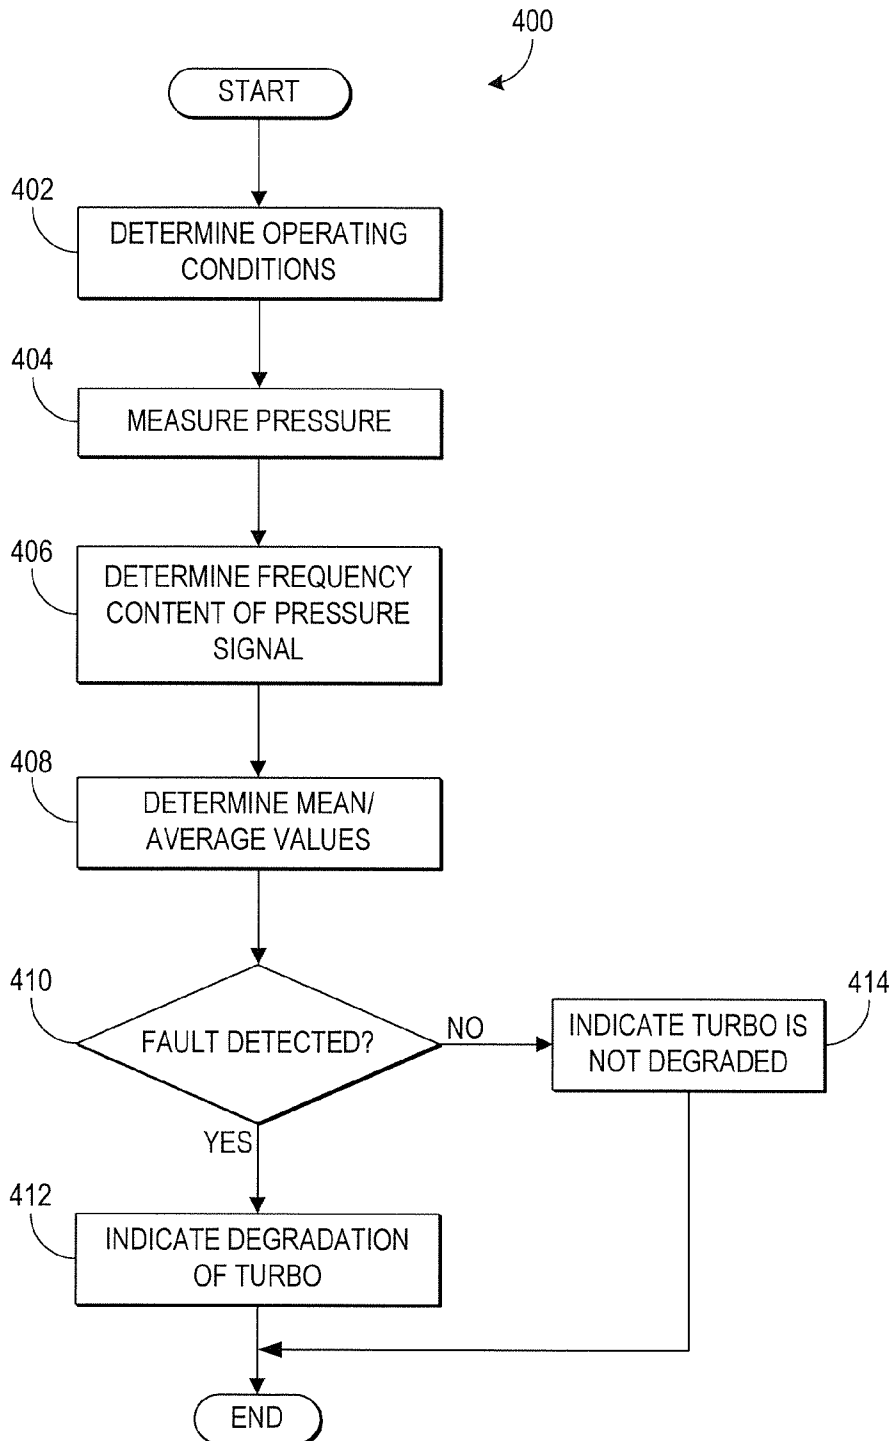 400
START
402
DETERMINE OPERATING
CONDITIONS
404
MEASURE PRESSURE
406
DETERMINE FREQUENCY
CONTENT OF PRESSURE
SIGNAL
408
DETERMINE MEAN/
AVERAGE VALUES
410
FAULT DETECTED?
NO
INDICATE TURBO IS
NOT DEGRADED
414
YES
412
INDICATE DEGRADATION
OF TURBO
END